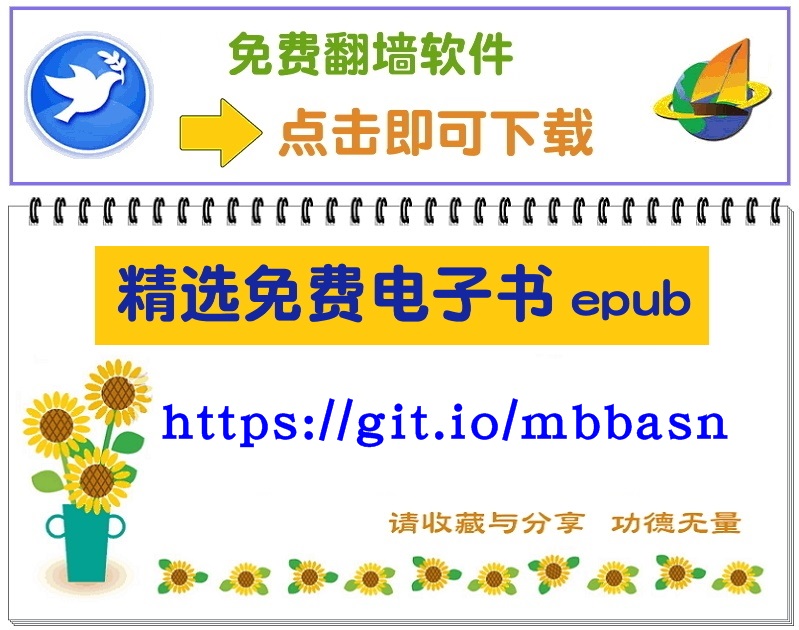 免费翻墙软件
点击即可下载
精选免费电子书 epub
https://git.io/mbbasn
请收藏与分享 功德无量